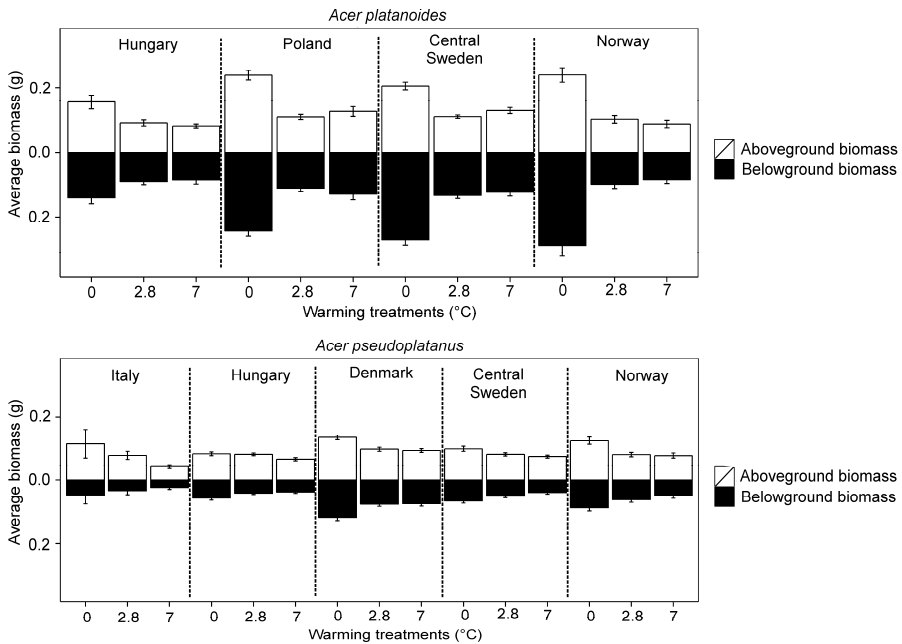 Acer platanoides
Hungary
Poland
Central
Sweden
Norway
Average biomass (g)
0.2
0.0
0.2
0 2.8 7 0 2.8 7 0 2.8 7 0 2.8 7
Warming treatments (°C)
Aboveground biomass
Belowground biomass
Acer pseudoplatanus
Italy
Hungary
Denmark
Central
Sweden
Norway
Average biomass (g)
0.2
0.0
0.2
0 2.8 7 0 2.8 7 0 2.8 7 0 2.8 7 0 2.8 7
Warming treatments (°C)
Aboveground biomass
Belowground biomass